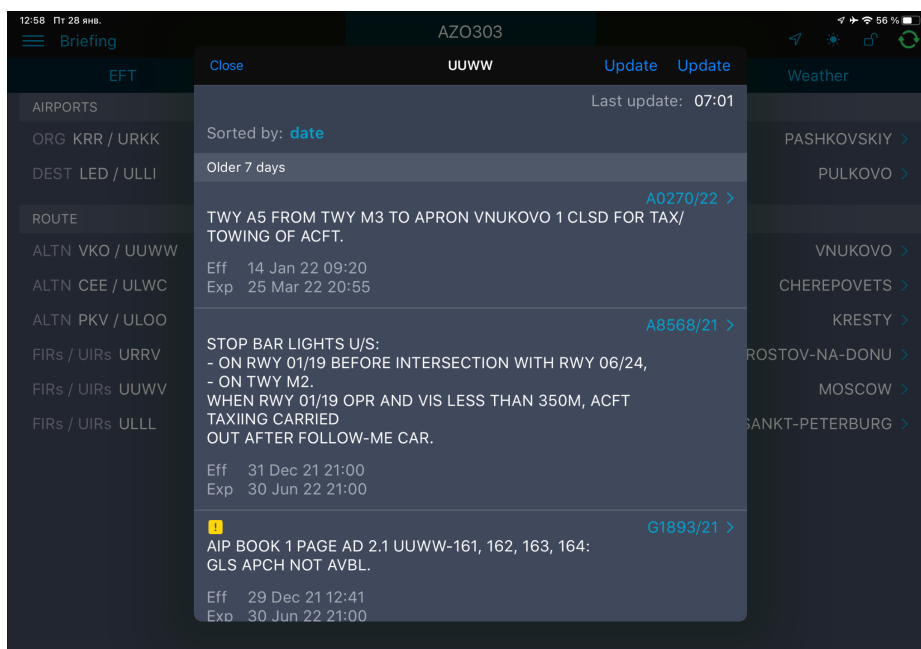 12:58 Пт 28 янв.
56 %
Briefing
AZO303
EFT
Weather
Close
UUWW
Update Update
Last update: 07:01
Sorted by: date
Older 7 days
A0270/22
TWY A5 FROM TWY M3 TO APRON VNUKOVO 1 CLSD FOR TAX/
TOWING OF ACFT.
Eff 14 Jan 22 09:20
Exp 25 Mar 22 20:55
A8568/21
STOP BAR LIGHTS U/S:
- ON RWY 01/19 BEFORE INTERSECTION WITH RWY 06/24,
- ON TWY M2.
WHEN RWY 01/19 OPR AND VIS LESS THAN 350M, ACFT
TAXIING CARRIED
OUT AFTER FOLLOW-ME CAR.
Eff 31 Dec 21 21:00
Exp 30 Jun 22 21:00
!
G1893/21
AIP BOOK 1 PAGE AD 2.1 UUWW-161, 162, 163, 164:
GLS APCH NOT AVBL.
Eff 29 Dec 21 12:41
Exp 30 Jun 22 21:00
AIRPORTS
ORG KRR / URKK PASHKOVSKIY
DEST LED / ULLI PULKOVO
ROUTE
ALTN VKO / UUWW VNUKOVO
ALTN CEE / ULWC CHEREPOVETS
ALTN PKV / ULOO KRESTY
FIRs / UIRs URRV ROSTOV-NA-DONU
FIRs / UIRs UUWV MOSCOW
FIRs / UIRs ULLL SANKT-PETERBURG